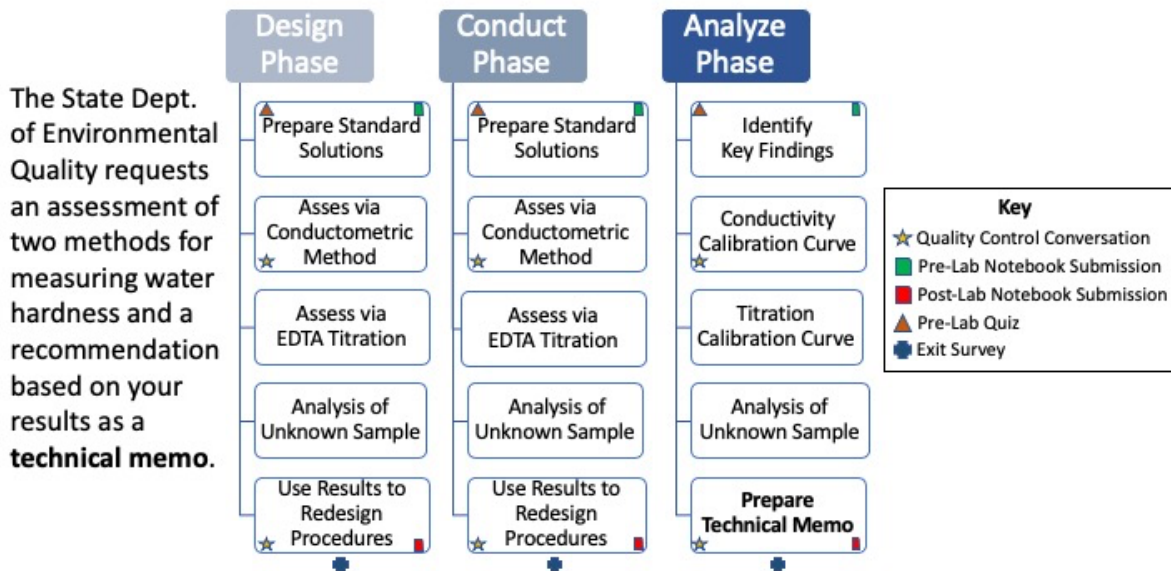 The State Dept.
of Environmental
Quality requests
an assessment of
two methods for
measuring water
hardness and a
recommendation
based on your
results as a
technical memo.
Design
Phase
Prepare Standard
Solutions
Asses via
Conductometric
Method
Assess via
EDTA Titration
Analysis of
Unknown Sample
Use Results to
Redesign
Procedures
Conduct
Phase
Prepare Standard
Solutions
Asses via
Conductometric
Method
Assess via
EDTA Titration
Analysis of
Unknown Sample
Use Results to
Redesign
Procedures
Analyze
Phase
Identify
Key Findings
Conductivity
Calibration Curve
Titration
Calibration Curve
Analysis of
Unknown Sample
Prepare
Technical Memo
Key
Quality Control Conversation
Pre-Lab Notebook Submission
Post-Lab Notebook Submission
Pre-Lab Quiz
Exit Survey